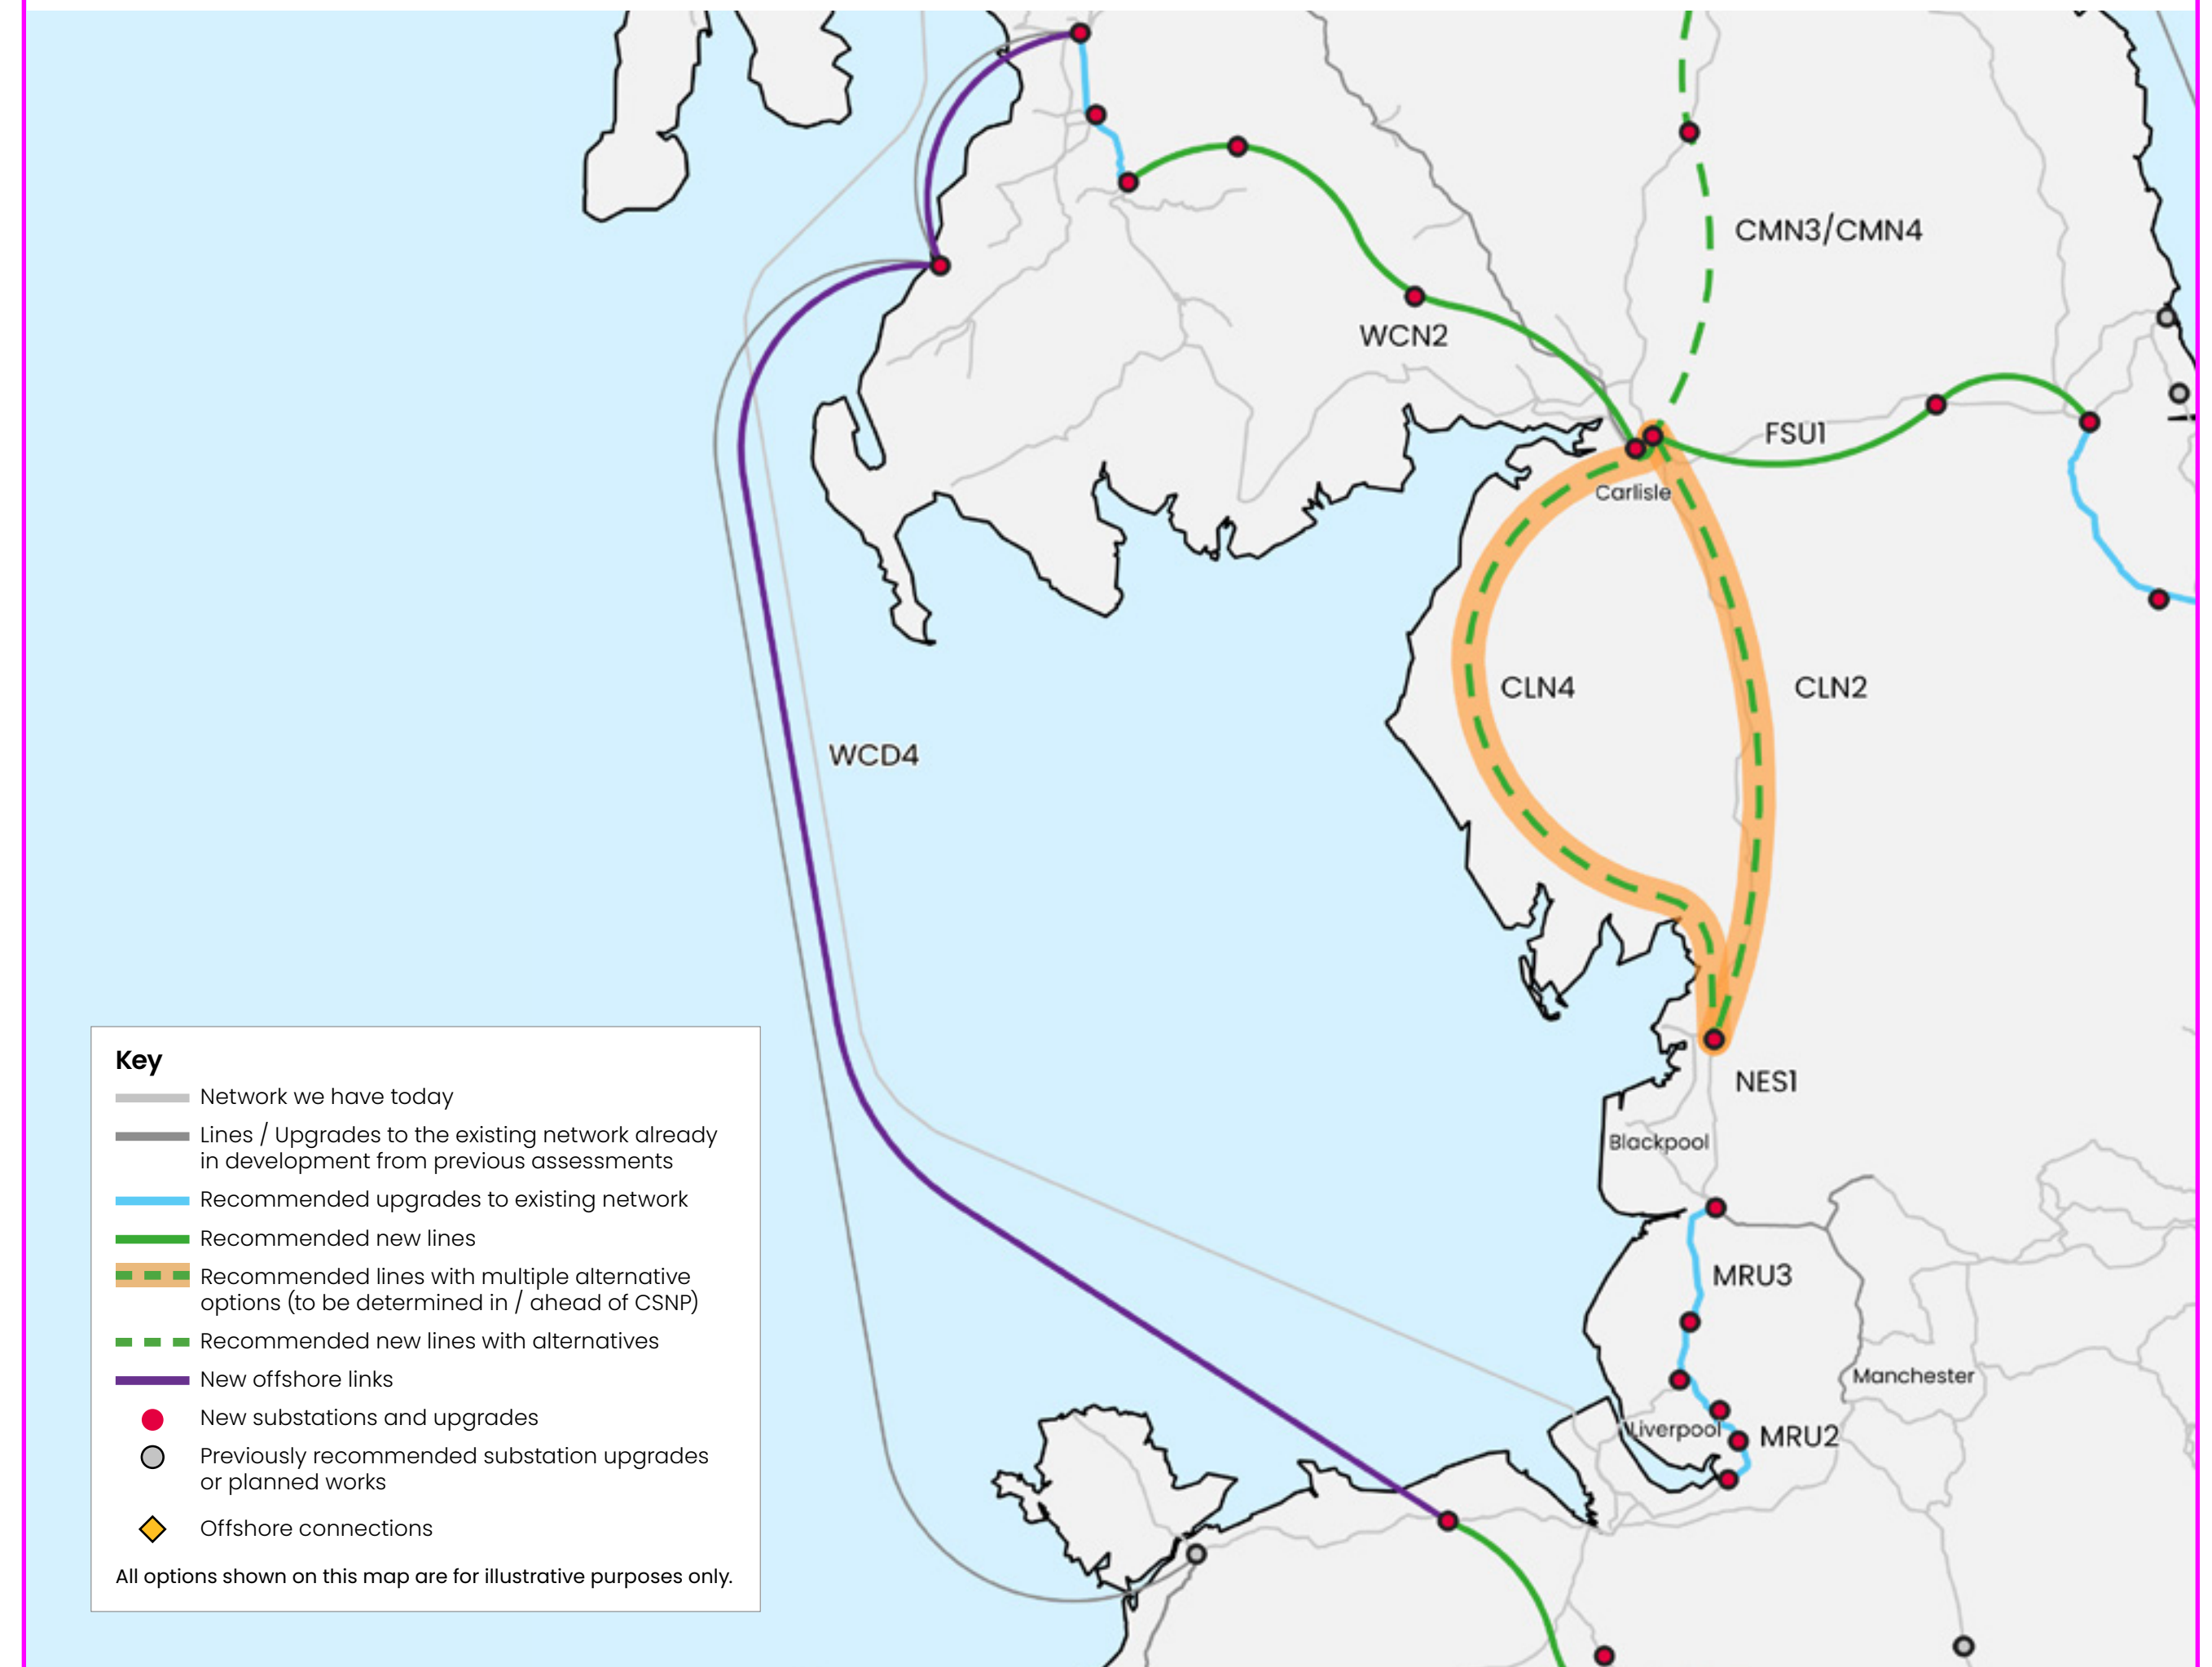 CMN3/CMN4
WCN2
FSU1
Carlisle
CLN4
CLN2
WCD4
NES1
Blackpool
MRU3
Manchester
Liverpool
MRU2
Key
Network we have today
Lines / Upgrades to the existing network already
in development from previous assessments
Recommended upgrades to existing network
Recommended new lines
Recommended lines with multiple alternative
options (to be determined in / ahead of CSNP)
Recommended new lines with alternatives
New offshore links
New substations and upgrades
Previously recommended substation upgrades
or planned works
Offshore connections
All options shown on this map are for illustrative purposes only.